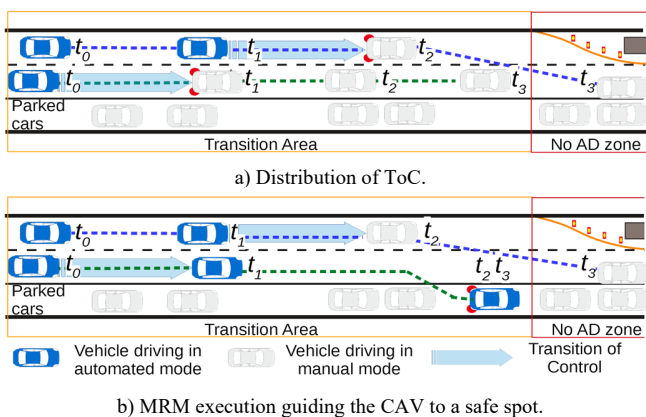 t0 t1 t2
t0 t1 t2 t3 t3
Parked
cars
Transition Area No AD zone
a) Distribution of ToC.
t0 t1 t2
t0 t1 t2 t3 t3
Parked
cars
Transition Area No AD zone
Vehicle driving in
automated mode
Vehicle driving in
manual mode
Transition of
Control
b) MRM execution guiding the CAV to a safe spot.